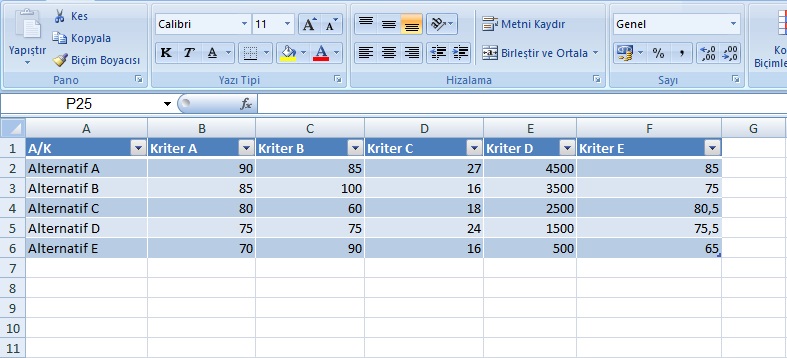 Yapıştır
Kes
Kopyala
Biçim Boyacısı
Pano
Calibri 11 A A
K T A A
Yazı Tipi
Metni Kaydır
Birleştir ve Ortala
Hizalama
Genel
% ,00 ,0 ,00
Sayı
Ko
Biçimle
P25 fx
A B C D E F G
1 A/K Kriter A Kriter B Kriter C Kriter D Kriter E
2 Alternatif A 90 85 27 4500 85
3 Alternatif B 85 100 16 3500 75
4 Alternatif C 80 60 18 2500 80,5
5 Alternatif D 75 75 24 1500 75,5
6 Alternatif E 70 90 16 500 65
7
8
9
10
11